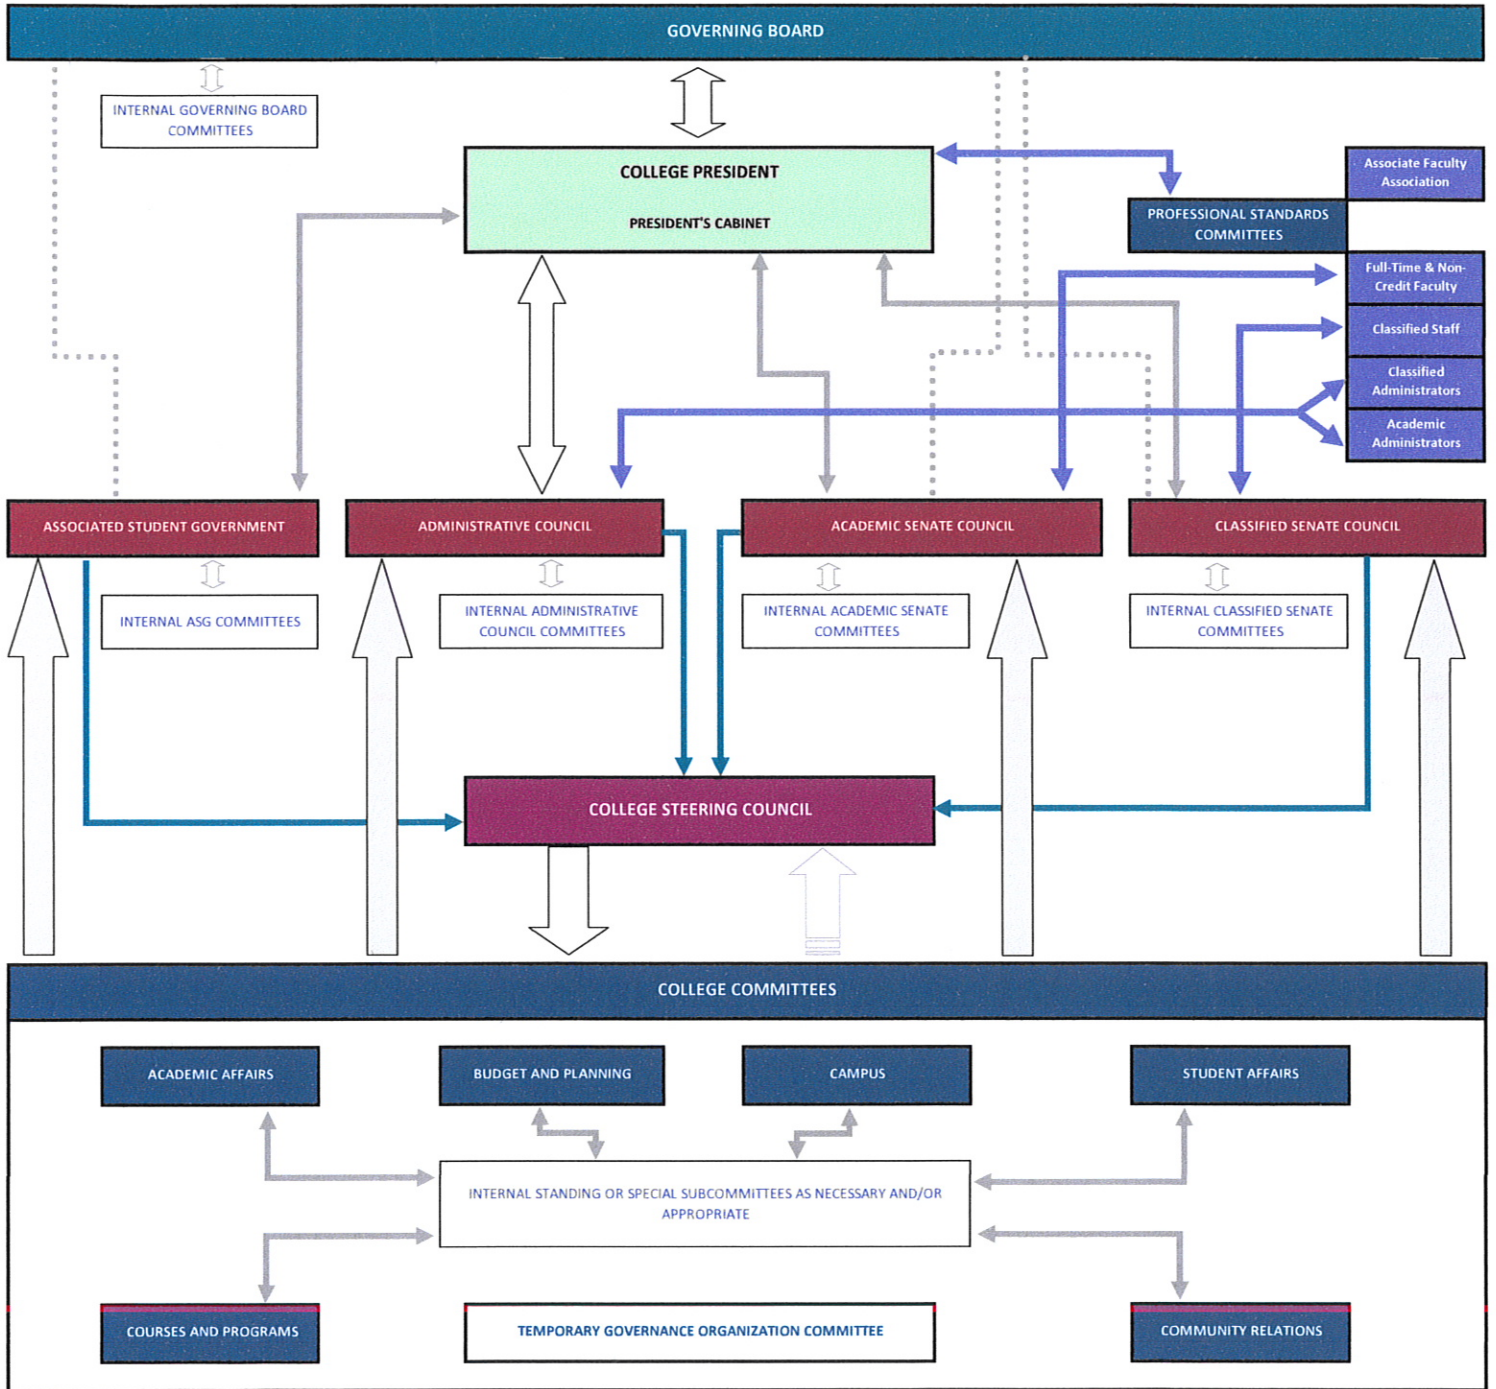 GOVERNING BOARD
INTERNAL GOVERNING BOARD
COMMITTEES
COLLEGE PRESIDENT
PRESIDENT'S CABINET
Associate Faculty
Association
PROFESSIONAL STANDARDS
COMMITTEES
Full-Time & Non-
Credit Faculty
Classified Staff
Classified
Administrators
Academic
Administrators
ASSOCIATED STUDENT GOVERNMENT
ADMINISTRATIVE COUNCIL
ACADEMIC SENATE COUNCIL
CLASSIFIED SENATE COUNCIL
INTERNAL ASG COMMITTEES
INTERNAL ADMINISTRATIVE
COUNCIL COMMITTEES
INTERNAL ACADEMIC SENATE
COMMITTEES
INTERNAL CLASSIFIED SENATE
COMMITTEES
COLLEGE STEERING COUNCIL
COLLEGE COMMITTEES
ACADEMIC AFFAIRS
BUDGET AND PLANNING
CAMPUS
STUDENT AFFAIRS
INTERNAL STANDING OR SPECIAL SUBCOMMITTEES AS NECESSARY AND/OR
APPROPRIATE
COURSES AND PROGRAMS
TEMPORARY GOVERNANCE ORGANIZATION COMMITTEE
COMMUNITY RELATIONS